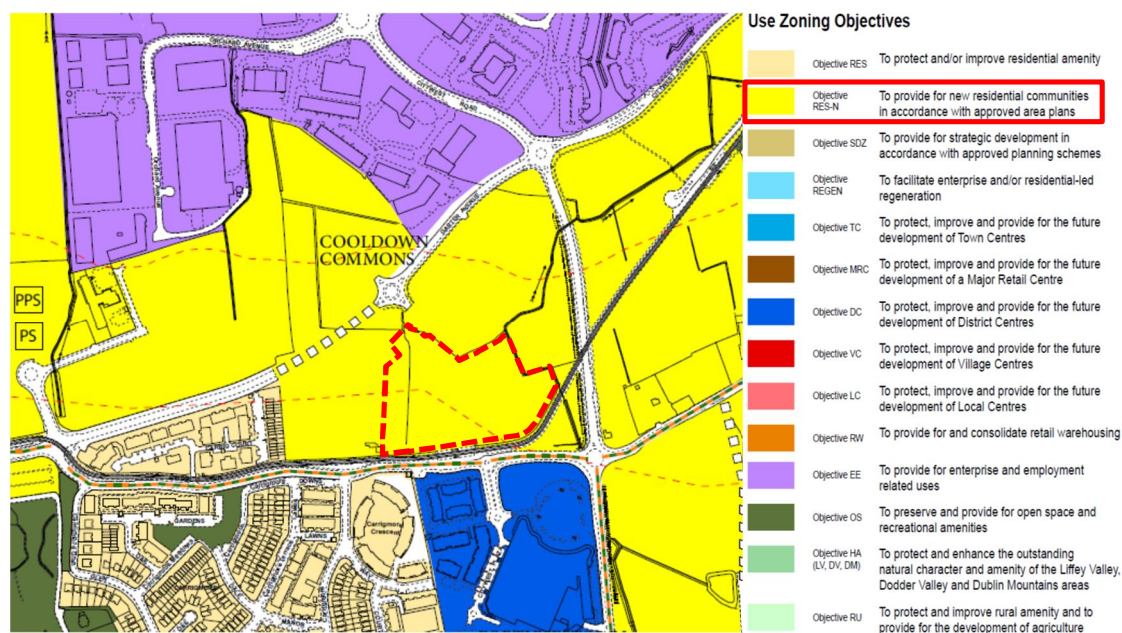 Use Zoning Objectives
Objective RES
To protect and/or improve residential amenity
Objective
RES-N
To provide for new residential communities
in accordance with approved area plans
Objective SDZ
To provide for strategic development in
accordance with approved planning schemes
Objective
REGEN
To facilitate enterprise and/or residential-led
regeneration
Objective TC
To protect, improve and provide for the future
development of Town Centres
Objective MRC
To protect, improve and provide for the future
development of a Major Retail Centre
Objective DC
To protect, improve and provide for the future
development of District Centres
Objective VC
To protect, improve and provide for the future
development of Village Centres
Objective LC
To protect, improve and provide for the future
development of Local Centres
Objective RW
To provide for and consolidate retail warehousing
Objective EE
To provide for enterprise and employment
related uses
Objective OS
To preserve and provide for open space and
recreational amenities
Objective HA
(LV, DV, DM)
To protect and enhance the outstanding
natural character and amenity of the Liffey Valley,
Dodder Valley and Dublin Mountains areas
Objective RU
To protect and improve rural amenity and to
provide for the development of agriculture
ORCHARD AVENUE
CITYWEST ROAD
COOLDOWN
COMMONS
PPS
PS
GARDENS
LAWNS
Carrigmore
Crescent